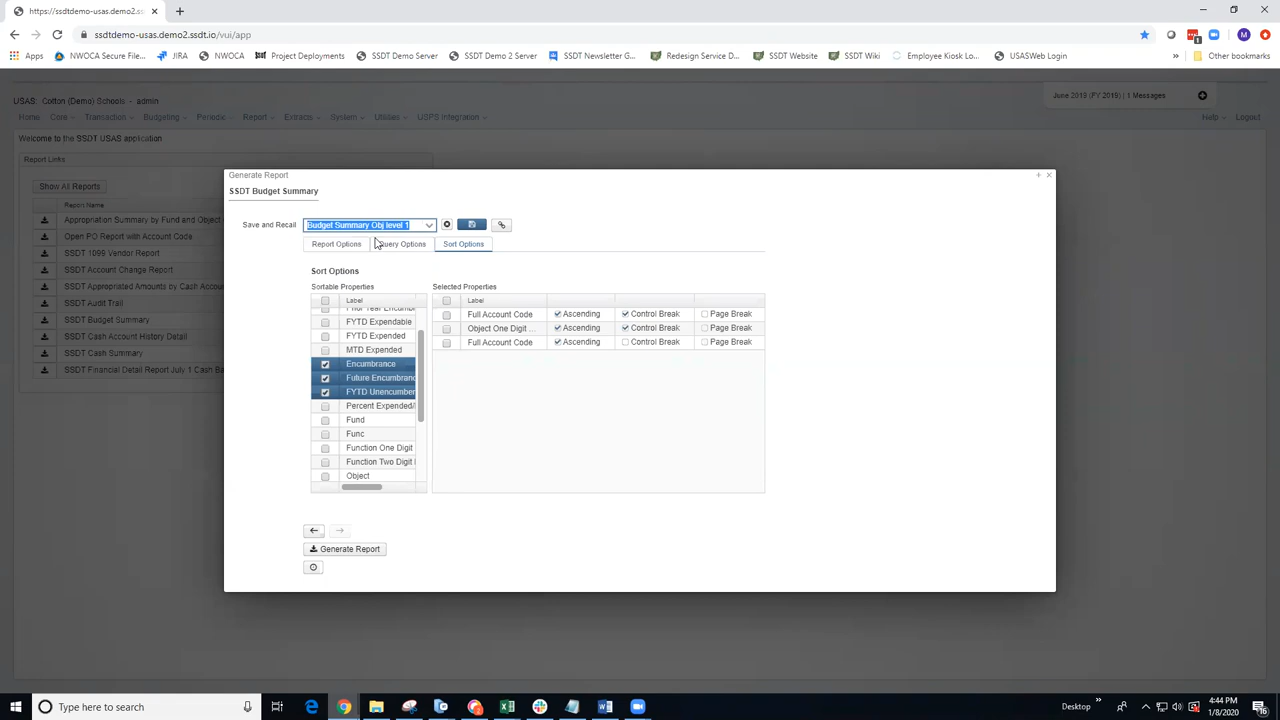 https://ssdtdemo-usas.demo2.ssdt
ssdtdemo-usas.demo2.ssdt.io/vui/app
Apps NWOCA Secure File... JIRA NWOCA Project Deployments SSDT Demo Server SSDT Demo 2 Server SSDT Newsletter G... Redesign Service D... SSDT Website SSDT Wiki Employee Kiosk Lo... USASWeb Login » Other bookmarks
USAS: Cotton (Demo) Schools - admin
June 2019 (FY 2019) | 1 Messages
Home Core Transaction Budgeting Periodic Report Extracts System Utilities USPS Integration Help Logout
Welcome to the SSDT USAS application
Report Links
Show All Reports
Report Name
Appropriation Summary by Fund and Object
Open PO Report with Account Code
SSDT 1099 Vendor Report
SSDT Account Change Report
SSDT Appropriated Amounts by Cash Acco
SSDT Audit Trail
SSDT Budget Summary
SSDT Cash Account History Detail
SSDT Cash Summary
SSDT Financial Detail Report July 1 Cash Ba
Generate Report
SSDT Budget Summary
Save and Recall Budget Summary Obj level 1
Report Options Query Options Sort Options
Sort Options
Sortable Properties Selected Properties
Label Label
Prior Year Encumbr
FYTD Expendable
FYTD Expended
MTD Expended
Encumbrance
Future Encumbranc
FYTD Unencumber
Percent Expended/
Fund
Func
Function One Digit
Function Two Digit
Object
Full Account Code Ascending Control Break Page Break
Object One Digit ... Ascending Control Break Page Break
Full Account Code Ascending Control Break Page Break
Generate Report
Type here to search
Desktop »
4:44 PM
1/8/2020
16